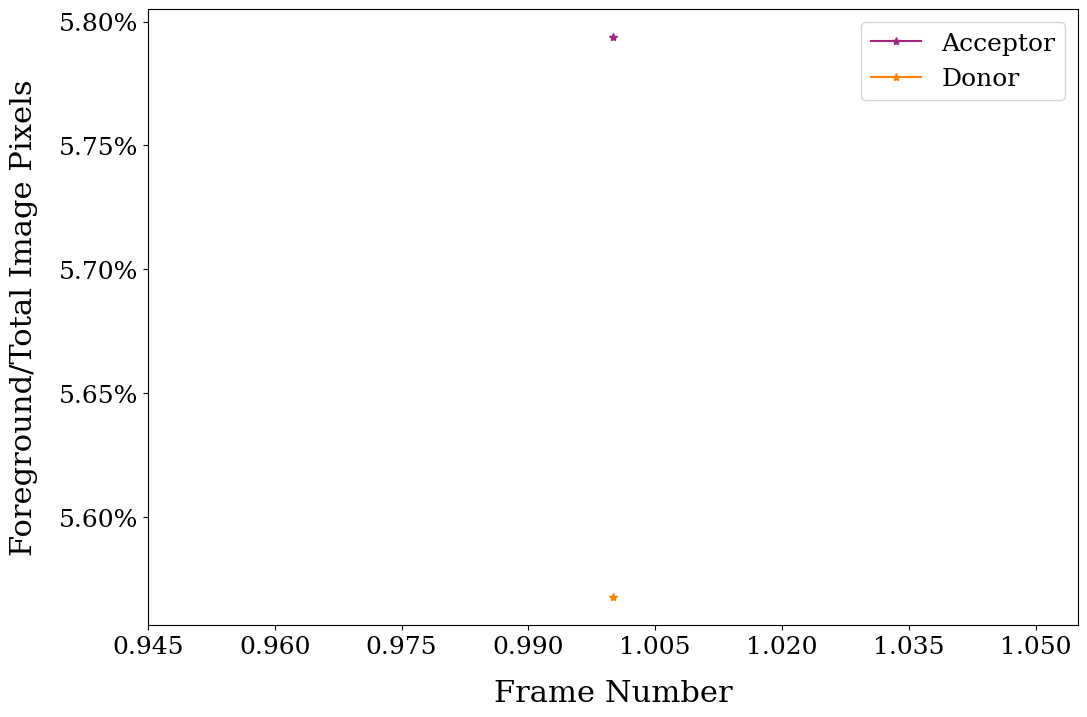 5.80%
5.75%
5.70%
5.65%
5.60%
Foreground/Total Image Pixels
Acceptor
Donor
0.945 0.960 0.975 0.990 1.005 1.020 1.035 1.050
Frame Number